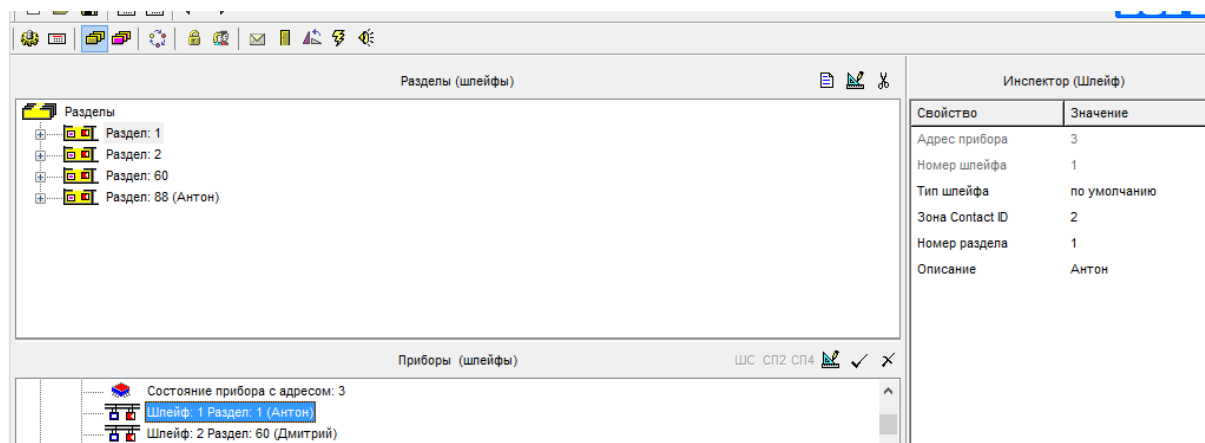 Разделы (шлейфы)
Разделы
Раздел: 1
Раздел: 2
Раздел: 60
Раздел: 88 (Антон)
Приборы (шлейфы)
ШС СП2 СП4
Состояние прибора с адресом: 3
Шлейф: 1 Раздел: 1 (Антон)
Шлейф: 2 Раздел: 60 (Дмитрий)
Инспектор (Шлейф)
Свойство Значение
Адрес прибора 3
Номер шлейфа 1
Тип шлейфа по умолчанию
Зона Contact ID 2
Номер раздела 1
Описание Антон